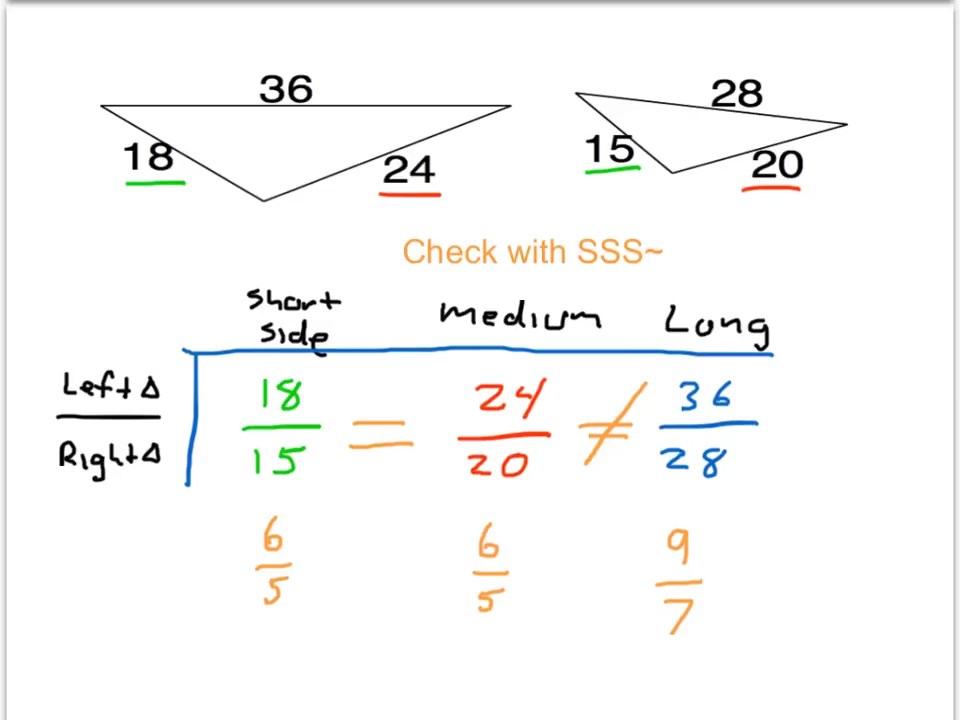 36
28
18
24
15
20
Check with SSS~
Short side
medium
Long
Left Δ
Right Δ
18/15 = 24/20 ≠ 36/28
6/5
6/5
9/7